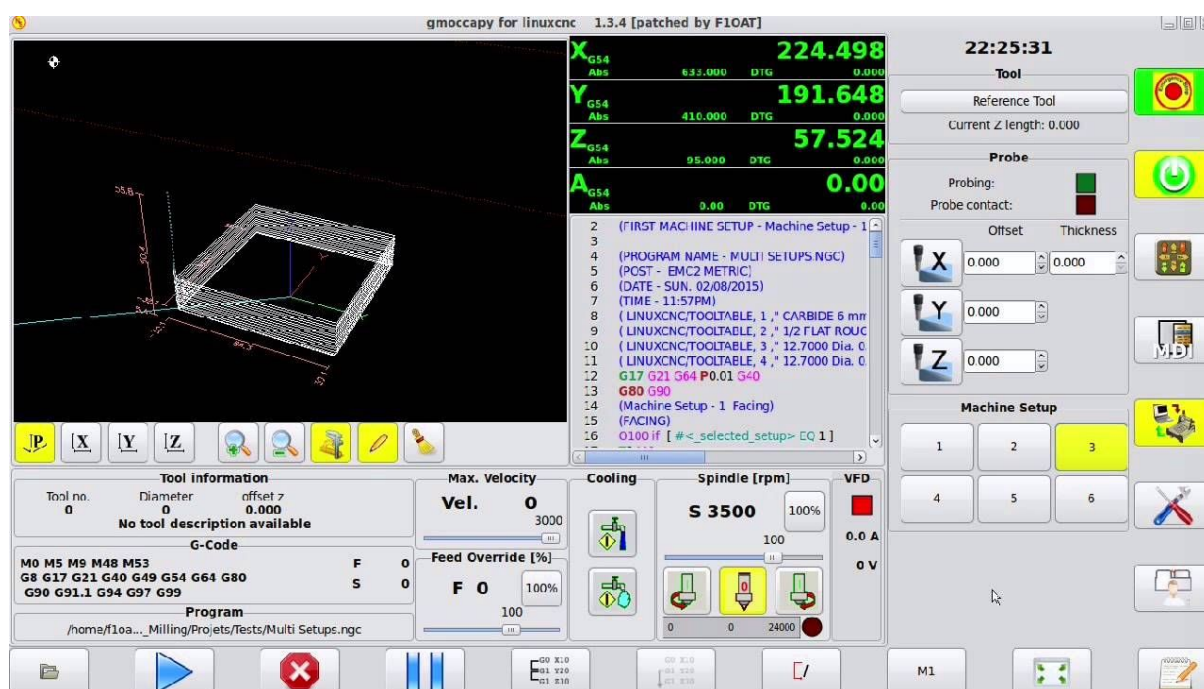 gmoccapy for linuxcnc 1.3.4 [patched by F1OAT]
X G54 224.498
Abs 633.000 DTG 0.000
Y G54 191.648
Abs 410.000 DTG 0.000
Z G54 57.524
Abs 95.000 DTG 0.000
A G54 0.00
Abs 0.00 DTG 0.00
2 (FIRST MACHINE SETUP - Machine Setup - 1
3
4 (PROGRAM NAME - MULTI SETUPS.NGC)
5 (POST - EMC2 METRIC)
6 (DATE - SUN. 02/08/2015)
7 (TIME - 11:57PM)
8 ( LINUXCNC/TOOLTABLE, 1 ," CARBIDE 6 mm
9 ( LINUXCNC/TOOLTABLE, 2 ," 1/2 FLAT ROUG
10 ( LINUXCNC/TOOLTABLE, 3 ," 12.7000 Dia. 0.
11 ( LINUXCNC/TOOLTABLE, 4 ," 12.7000 Dia. 0.
12 G17 G21 G64 P0.01 G40
13 G80 G90
14 (Machine Setup - 1 Facing)
15 (FACING)
16 O100 if [ #<_selected_setup> EQ 1 ]
22:25:31
Tool
Reference Tool
Current Z length: 0.000
Probe
Probing:
Probe contact:
Offset Thickness
X 0.000 0.000
Y 0.000
Z 0.000
Machine Setup
1 2 3
4 5 6
Emergency-Stop
MDI
P X Y Z
Tool information
Tool no. Diameter offset z
0 0 0.000
No tool description available
G-Code
M0 M5 M9 M48 M53 F 0
G8 G17 G21 G40 G49 G54 G64 G80 S 0
G90 G91.1 G94 G97 G99
Program
/home/f1oa..._Milling/Projets/Tests/Multi Setups.ngc
Max. Velocity
Vel. 0
3000
Feed Override [%]
F 0 100%
100
Cooling
Spindle [rpm]
S 3500 100%
100
0
0 0 24000
VFD
0.0 A
0 V
G0 X10
G1 Y20
G1 Z10
M1